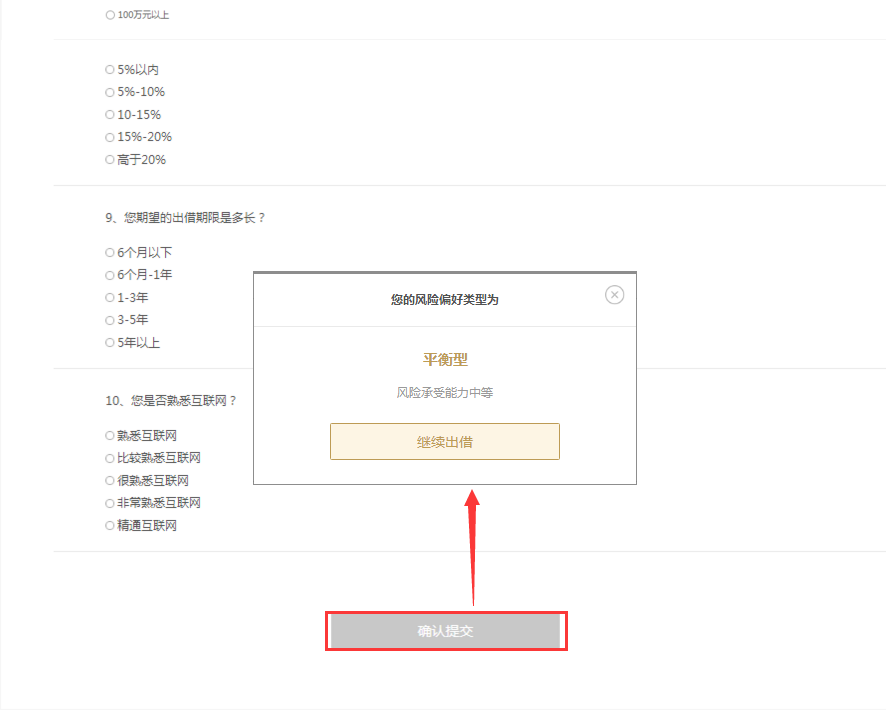 100万元以上
5%以内
5%-10%
10-15%
15%-20%
高于20%
9、您期望的出借期限是多长？
6个月以下
6个月-1年
1-3年
3-5年
5年以上
您的风险偏好类型为
平衡型
风险承受能力中等
继续出借
10、您是否熟悉互联网？
熟悉互联网
比较熟悉互联网
很熟悉互联网
非常熟悉互联网
精通互联网
确认提交